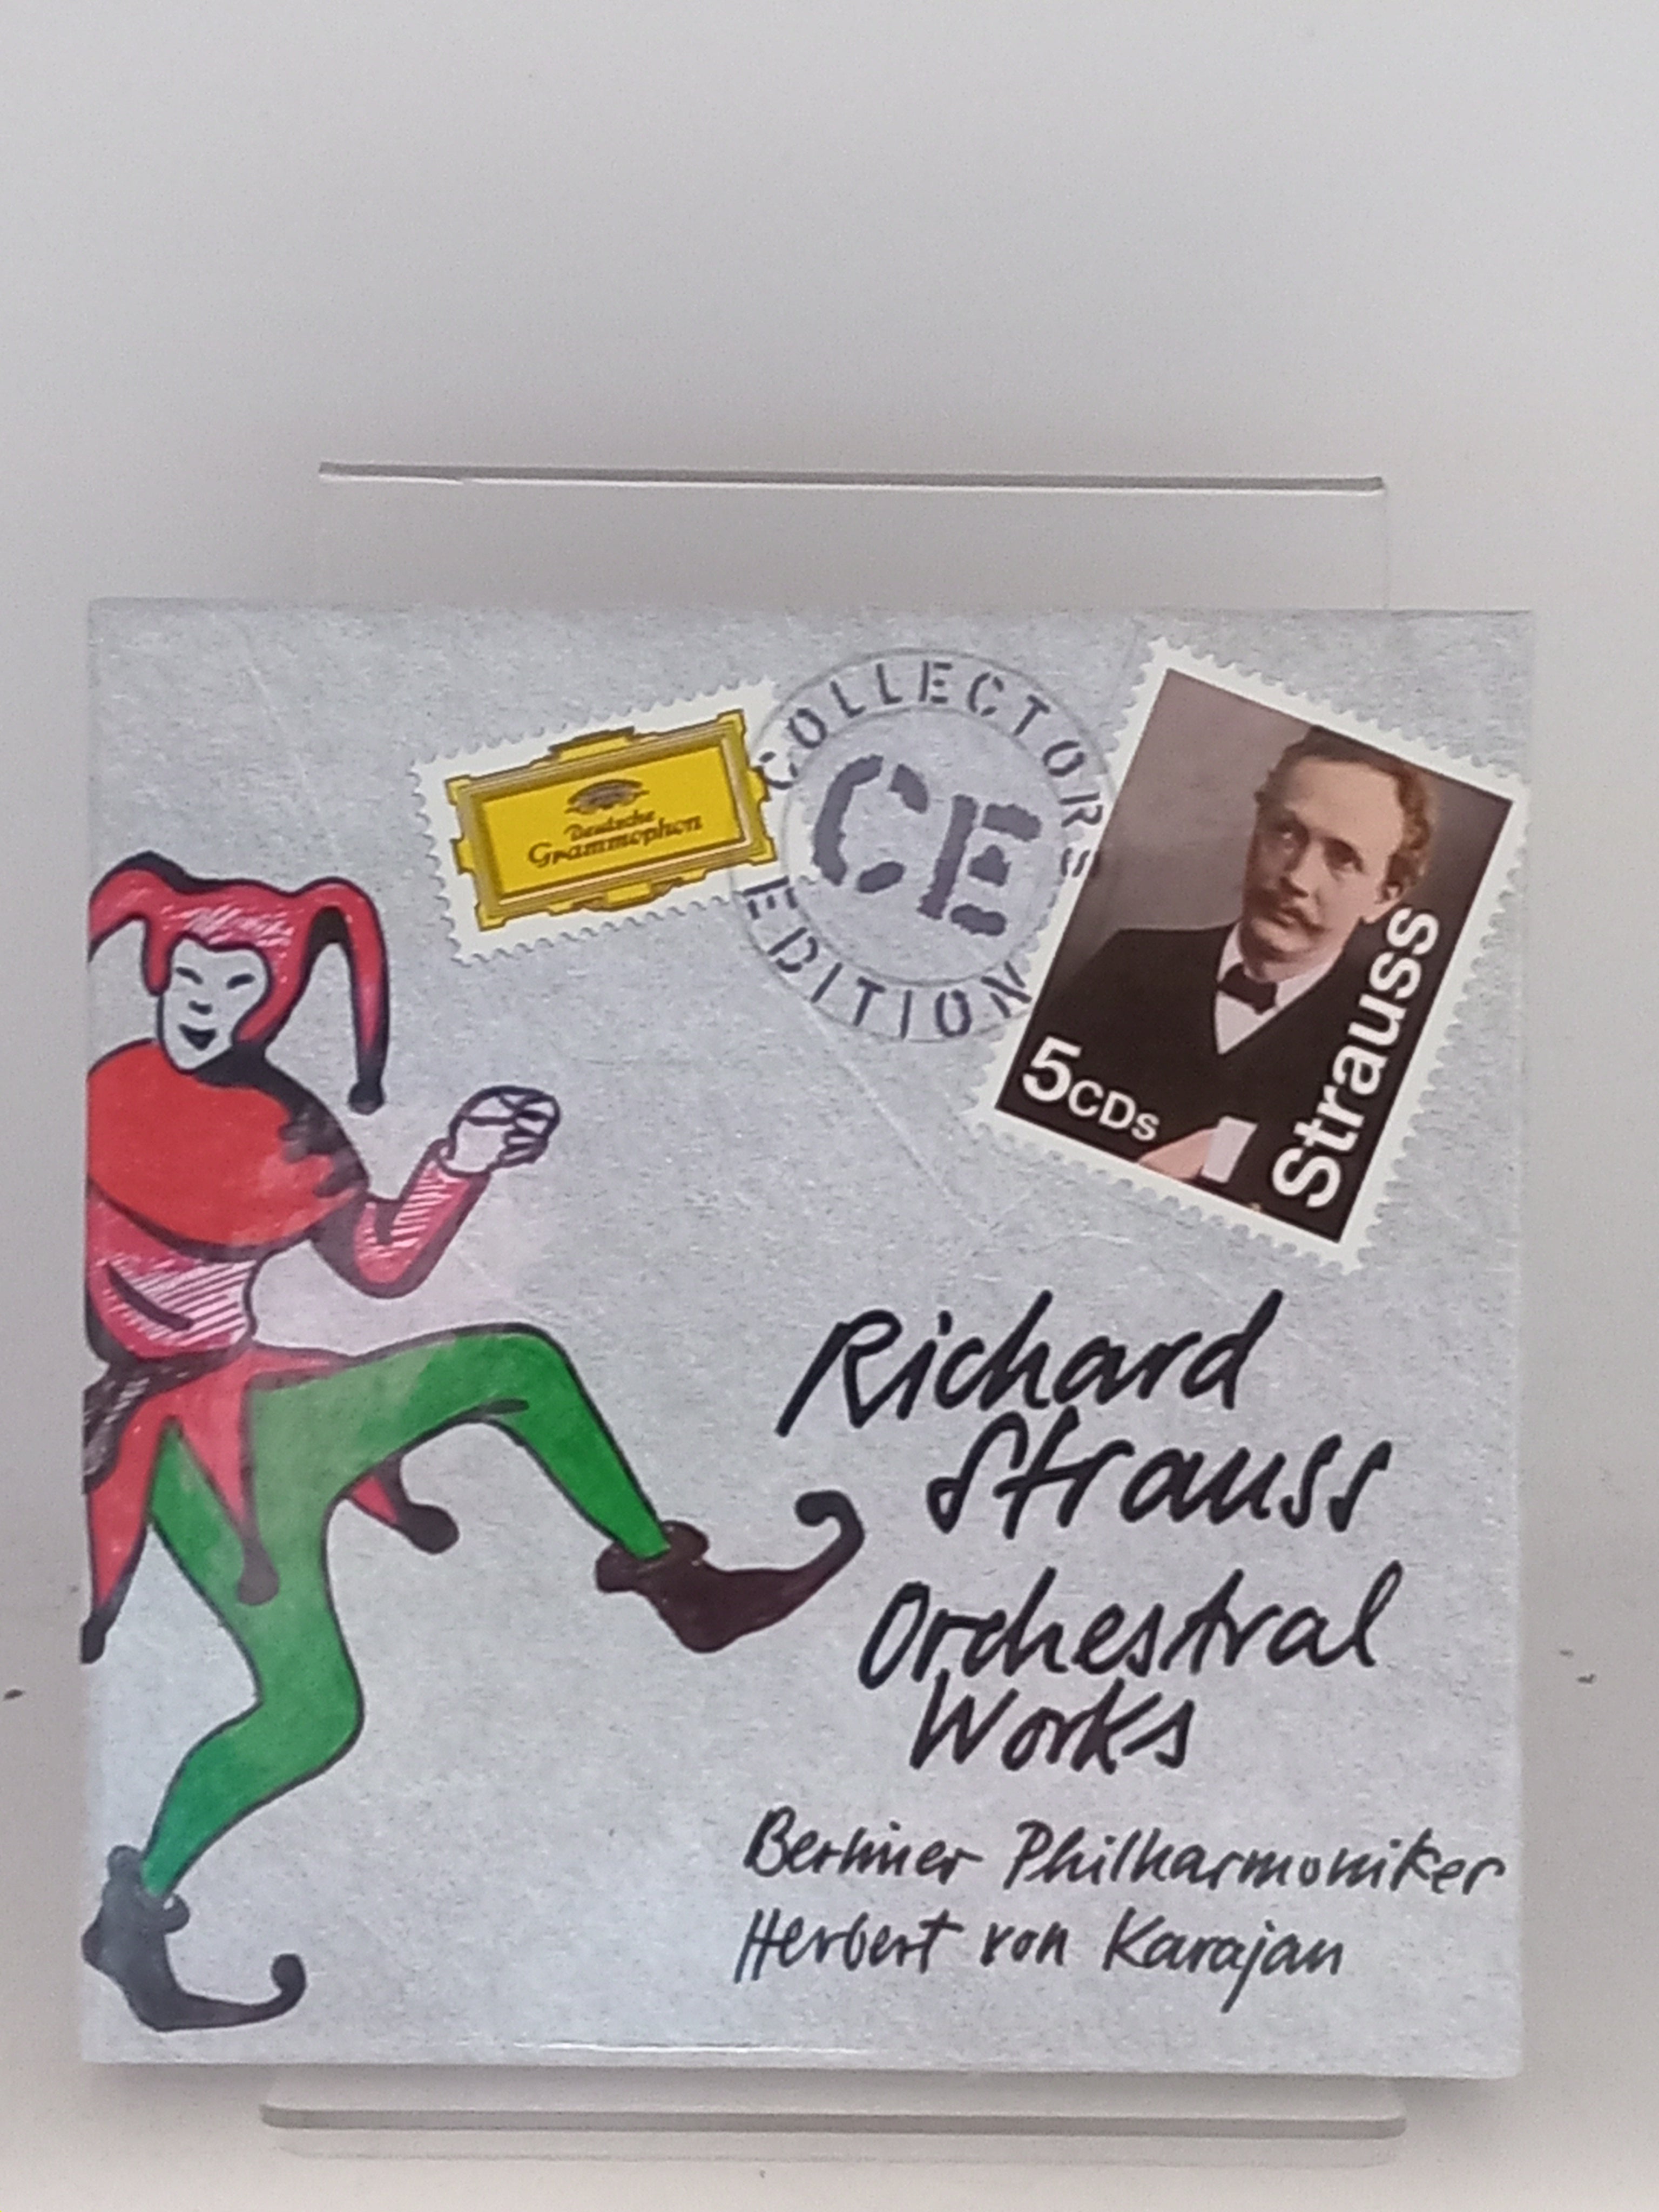 Deutsche
Grammophon
COLLECTORS
CE
EDITION
5CDs
Strauss
Richard
Strauss
Orchestral
Works
Berliner Philharmoniker
Herbert von Karajan